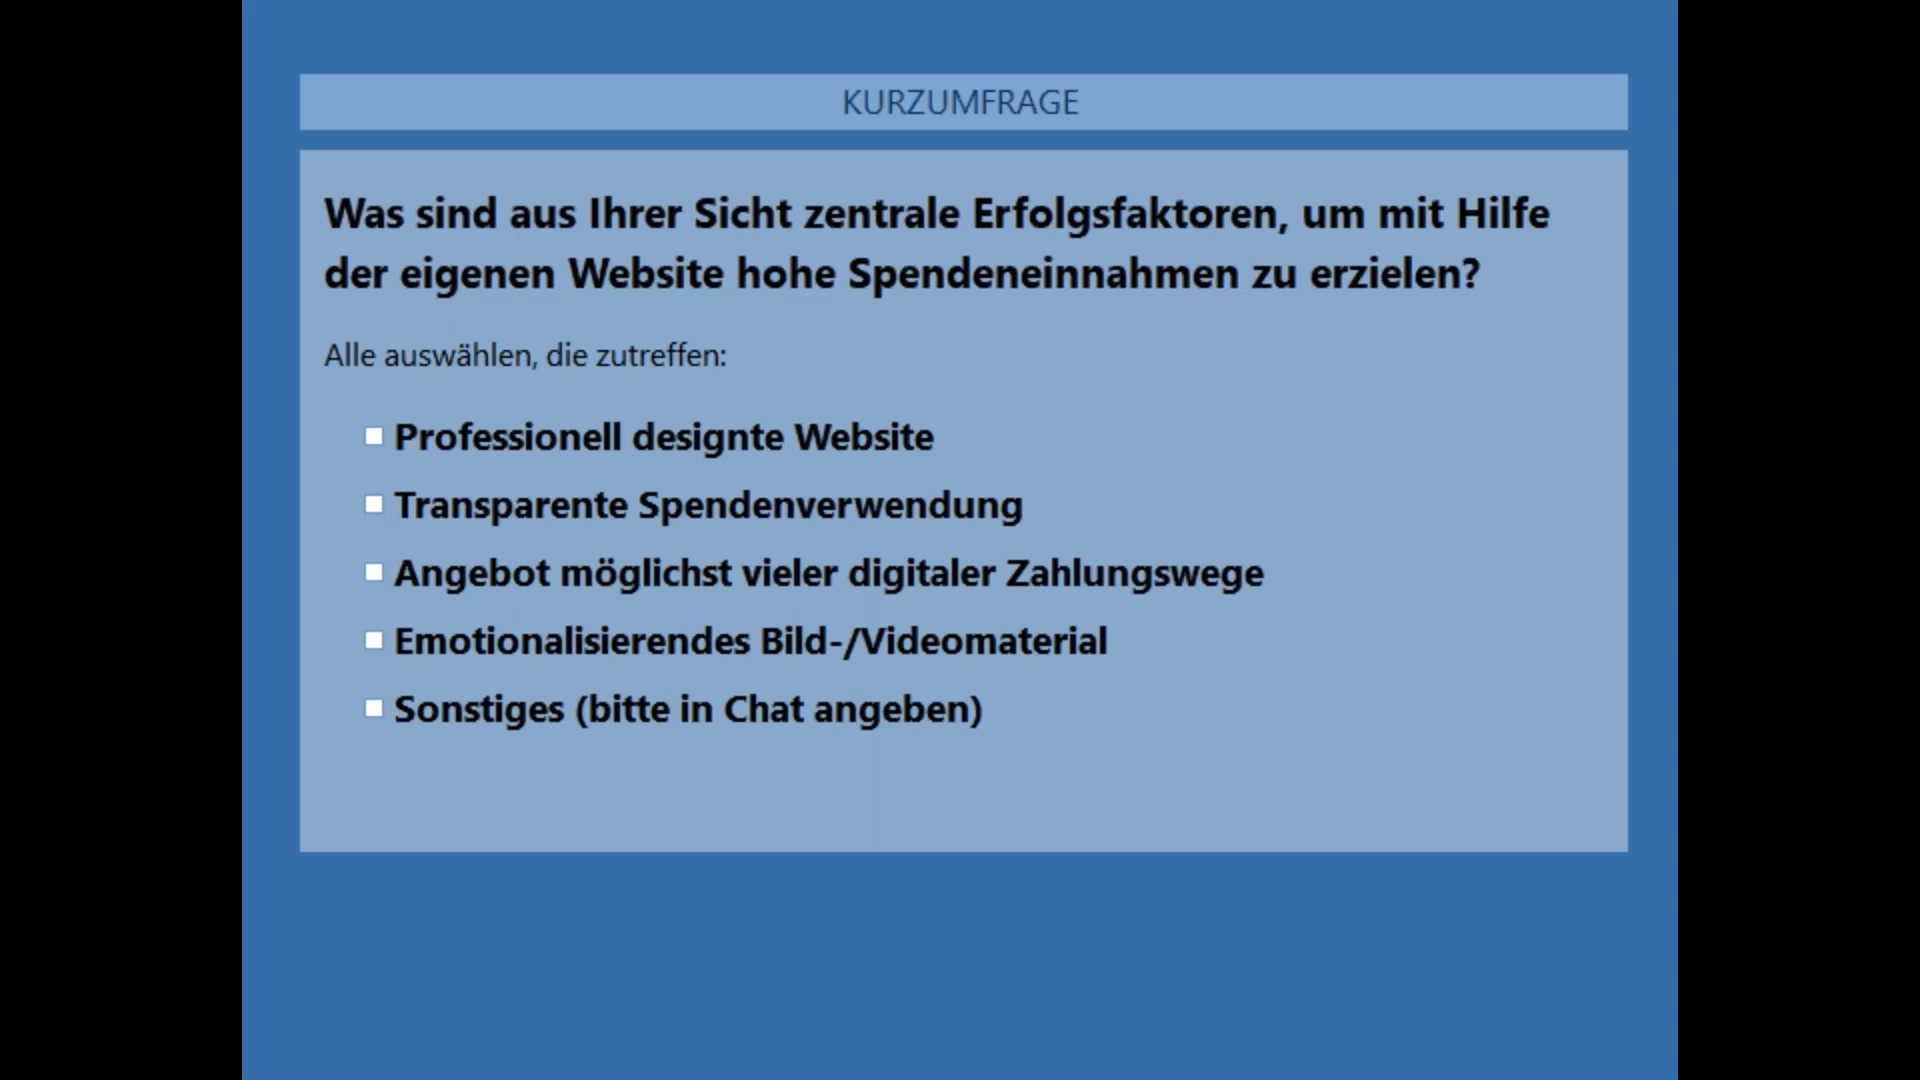 KURZUMFRAGE
Was sind aus Ihrer Sicht zentrale Erfolgsfaktoren, um mit Hilfe
der eigenen Website hohe Spendeneinnahmen zu erzielen?
Alle auswählen, die zutreffen:
Professionell designte Website
Transparente Spendenverwendung
Angebot möglichst vieler digitaler Zahlungswege
Emotionalisierendes Bild-/Videomaterial
Sonstiges (bitte in Chat angeben)